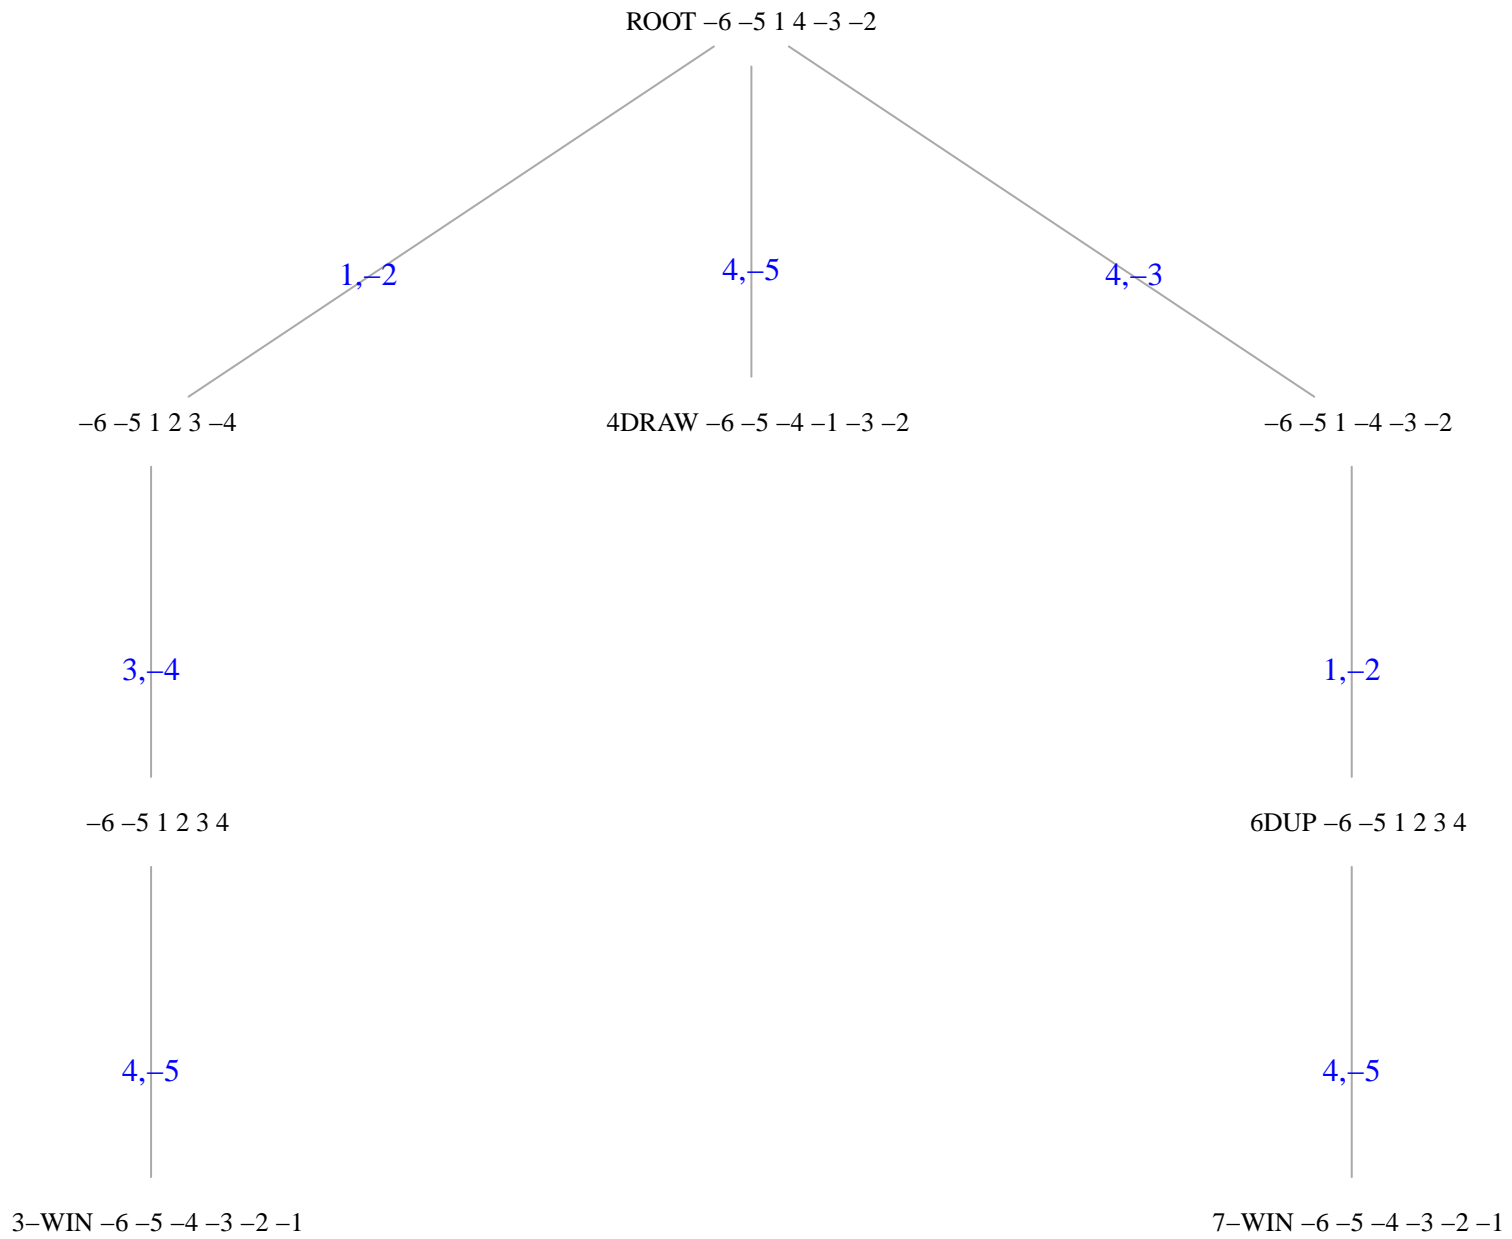 ROOT –6 –5 1 4 –3 –2
1,–2
4,–5
4,–3
–6 –5 1 2 3 –4
4DRAW –6 –5 –4 –1 –3 –2
–6 –5 1 –4 –3 –2
3,–4
1,–2
–6 –5 1 2 3 4
6DUP –6 –5 1 2 3 4
4,–5
4,–5
3–WIN –6 –5 –4 –3 –2 –1
7–WIN –6 –5 –4 –3 –2 –1